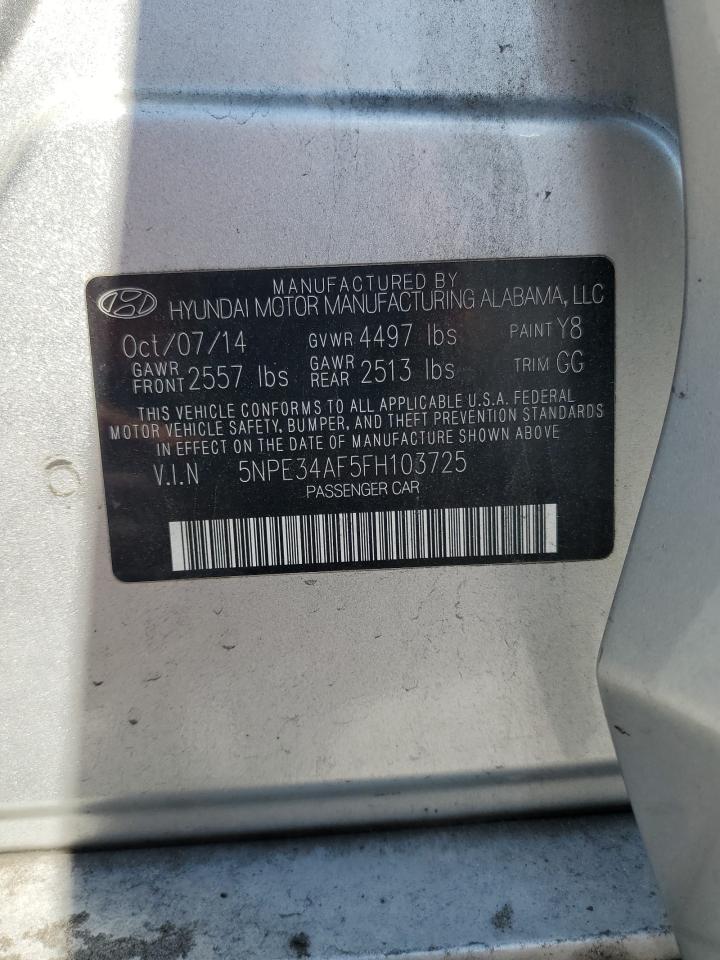 MANUFACTURED BY
HYUNDAI MOTOR MANUFACTURING ALABAMA, LLC
Oct/07/14 GVWR 4497 lbs PAINT Y8
GAWR FRONT 2557 lbs GAWR REAR 2513 lbs TRIM GG
THIS VEHICLE CONFORMS TO ALL APPLICABLE U.S.A. FEDERAL
MOTOR VEHICLE SAFETY, BUMPER, AND THEFT PREVENTION STANDARDS
IN EFFECT ON THE DATE OF MANUFACTURE SHOWN ABOVE
V.I.N 5NPE34AF5FH103725
PASSENGER CAR